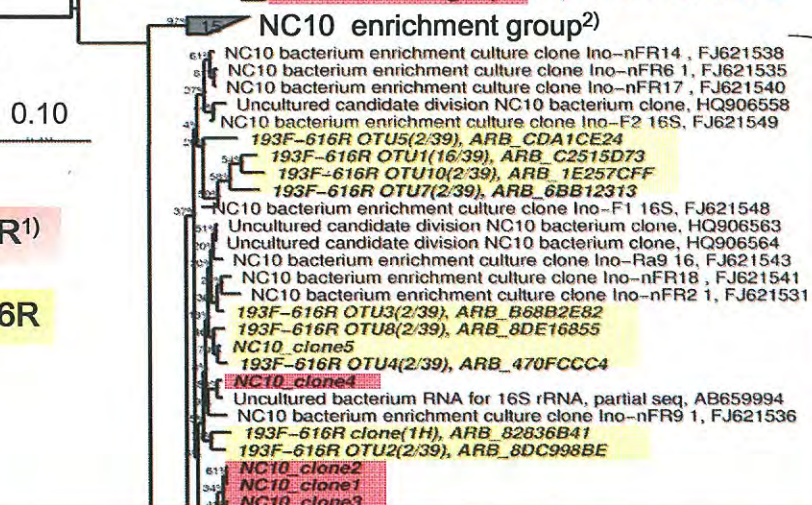 NC10 enrichment group2)
15
97%
61%
NC10 bacterium enrichment culture clone Ino-nFR14 , FJ621538
NC10 bacterium enrichment culture clone Ino-nFR6 1, FJ621535
NC10 bacterium enrichment culture clone Ino-nFR17 , FJ621540
Uncultured candidate division NC10 bacterium clone, HQ906558
NC10 bacterium enrichment culture clone Ino-F2 16S, FJ621549
0.10
193F-616R OTU5(2/39), ARB_CDA1CE24
193F-616R OTU1(16/39), ARB_C2515D73
193F-616R OTU10(2/39), ARB_1E257CFF
193F-616R OTU7(2/39), ARB_6BB12313
37%
NC10 bacterium enrichment culture clone Ino-F1 16S, FJ621548
R1)
Uncultured candidate division NC10 bacterium clone, HQ906563
Uncultured candidate division NC10 bacterium clone, HQ906564
NC10 bacterium enrichment culture clone Ino-Ra9 16, FJ621543
NC10 bacterium enrichment culture clone Ino-nFR18 , FJ621541
NC10 bacterium enrichment culture clone Ino-nFR2 1, FJ621531
6R
193F-616R OTU3(2/39), ARB_B68B2E82
193F-616R OTU8(2/39), ARB_8DE16855
NC10_clone5
193F-616R OTU4(2/39), ARB_470FCCC4
NC10_clone4
Uncultured bacterium RNA for 16S rRNA, partial seq, AB659994
NC10 bacterium enrichment culture clone Ino-nFR9 1, FJ621536
193F-616R clone(1H), ARB_82836B41
193F-616R OTU2(2/39), ARB_8DC998BE
61%
NC10_clone2
34%
NC10_clone1
NC10_clone3